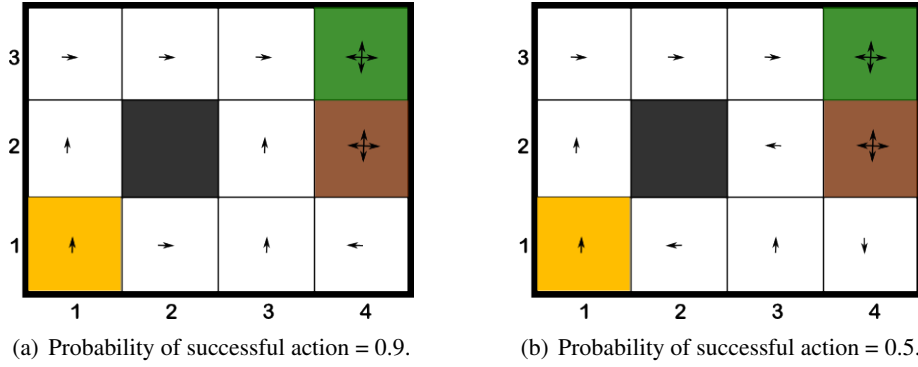 3
3
2
2
1
1
1 2 3 4
1 2 3 4
(a) Probability of successful action = 0.9.
(b) Probability of successful action = 0.5.